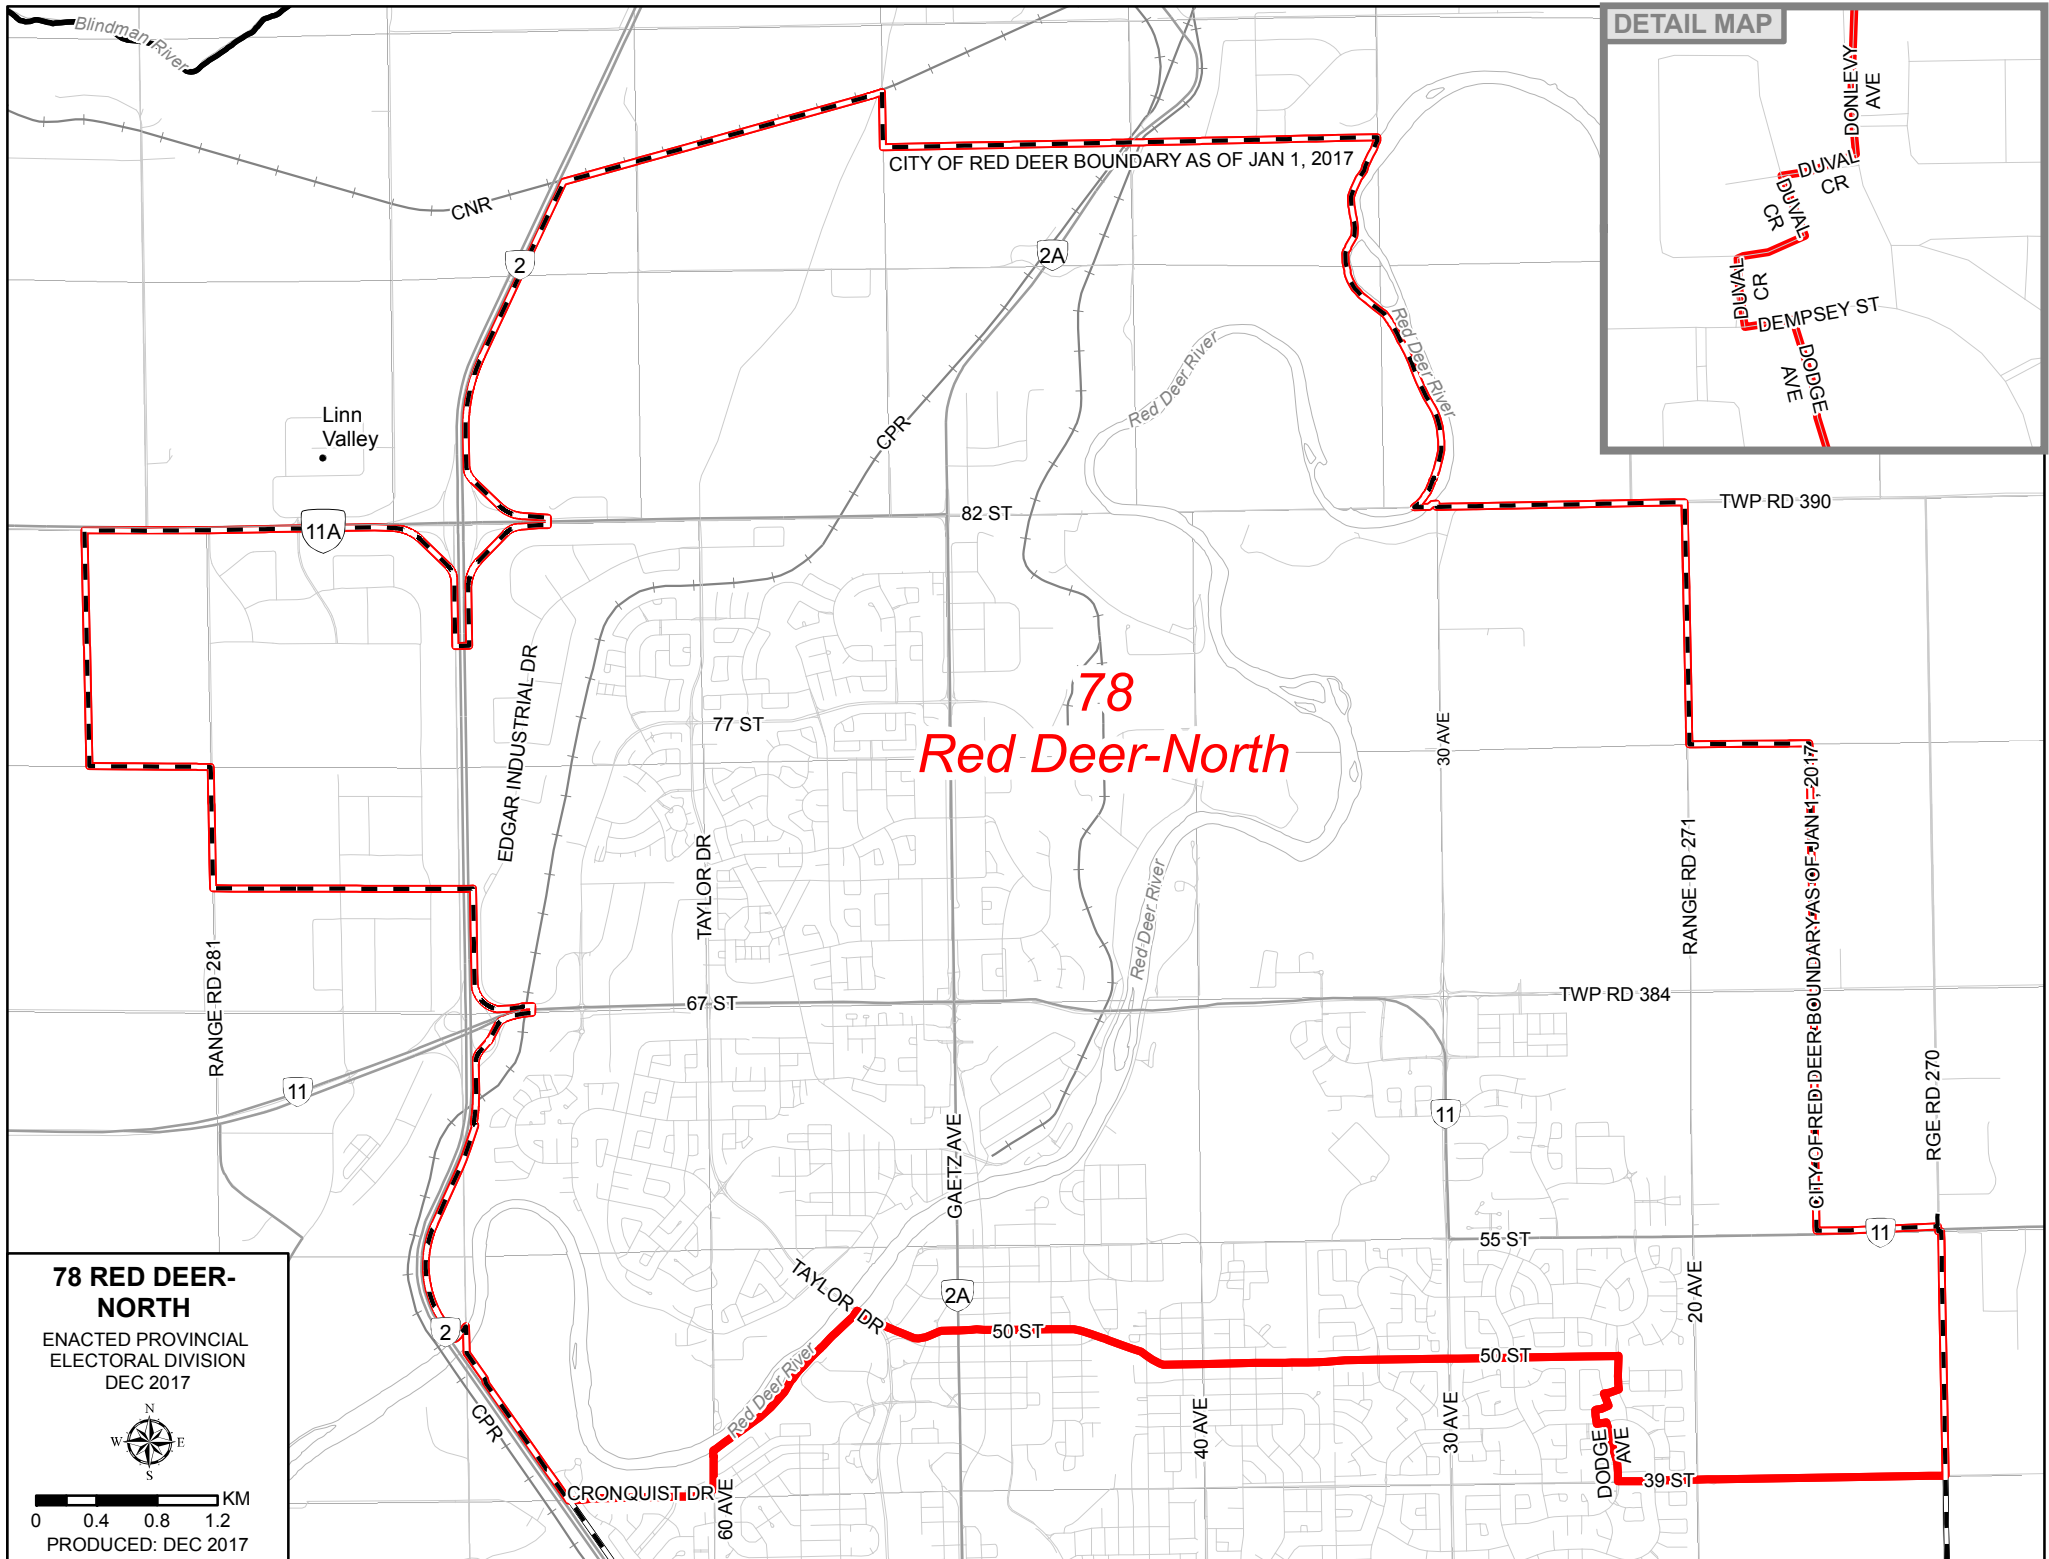 Blindman River
DETAIL MAP
DONLEVY
AVE
DUVAL
CR
DUVAL
CR
DUVAL
CR
DEMPSEY ST
DODGE
AVE
CITY OF RED DEER BOUNDARY AS OF JAN 1, 2017
CNR
2
2A
Red Deer River
Red Deer River
Linn
Valley
CPR
11A
82 ST
TWP RD 390
EDGAR INDUSTRIAL DR
77 ST
78
Red Deer-North
30 AVE
TAYLOR DR
RANGE RD 271
CITY OF RED DEER BOUNDARY AS OF JAN 1, 2017
Red Deer River
RANGE RD 281
67 ST
TWP RD 384
11
11
RGE RD 270
GAETZ AVE
55 ST
11
TAYLOR DR
2A
20 AVE
2
50 ST
50 ST
Red Deer River
CPR
40 AVE
30 AVE
DODGE
AVE
CRONQUIST DR
60 AVE
39 ST
78 RED DEER-
NORTH
ENACTED PROVINCIAL
ELECTORAL DIVISION
DEC 2017
N
W
E
S
KM
0 0.4 0.8 1.2
PRODUCED: DEC 2017